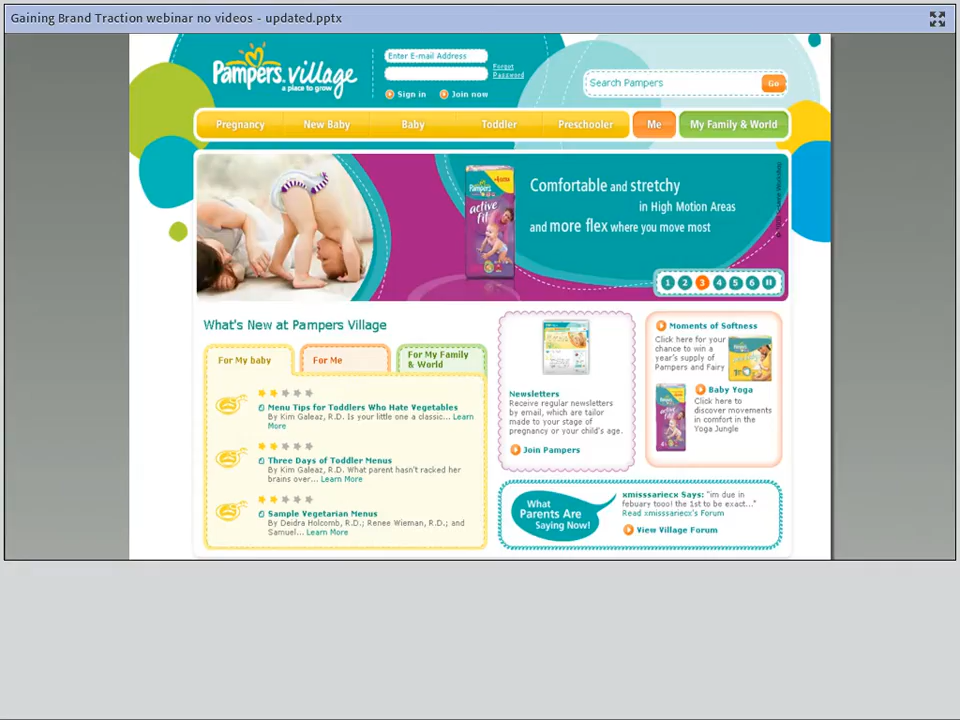 Gaining Brand Traction webinar no videos - updated.pptx
Pampers village
a place to grow
Enter E-mail Address
Forgot
Password
Sign in
Join now
Search Pampers
Go
Pregnancy
New Baby
Baby
Toddler
Preschooler
Me
My Family & World
Pampers
active
fit
Comfortable and stretchy
in High Motion Areas
and more flex where you move most
1 2 3 4 5 6
What's New at Pampers Village
For My baby
For Me
For My Family
& World
Menu Tips for Toddlers Who Hate Vegetables
By Kim Galeaz, R.D. Is your little one a classic... Learn
More
Three Days of Toddler Menus
By Kim Galeaz, R.D. What parent hasn't racked her
brains over... Learn More
Sample Vegetarian Menus
By Deidra Holcomb, R.D.; Renee Wieman, R.D.; and
Samuel... Learn More
Newsletters
Receive regular newsletters
by email, which are tailor
made to your stage of
pregnancy or your child's age.
Join Pampers
Moments of Softness
Click here for your
chance to win a
year's supply of
Pampers and Fairy
Baby Yoga
Click here to
discover movements
in comfort in the
Yoga Jungle
What
Parents Are
Saying Now!
xmisssariecx Says: "im due in
febuary tooo! the 1st to be exact..."
Read xmisssariecx's Forum
View Village Forum